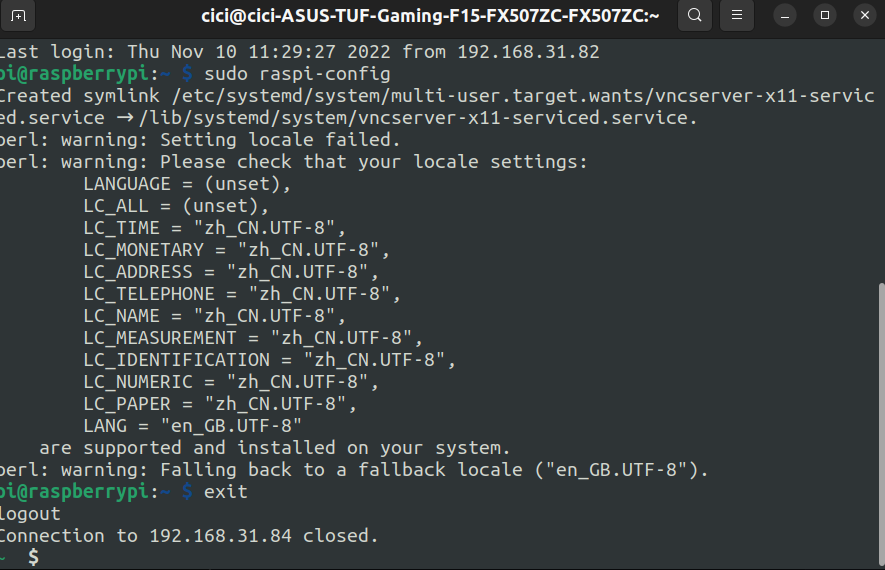 cici@cici-ASUS-TUF-Gaming-F15-FX507ZC-FX507ZC:~
Last login: Thu Nov 10 11:29:27 2022 from 192.168.31.82
pi@raspberrypi:~ $ sudo raspi-config
Created symlink /etc/systemd/system/multi-user.target.wants/vncserver-x11-servic
ed.service → /lib/systemd/system/vncserver-x11-serviced.service.
perl: warning: Setting locale failed.
perl: warning: Please check that your locale settings:
LANGUAGE = (unset),
LC_ALL = (unset),
LC_TIME = "zh_CN.UTF-8",
LC_MONETARY = "zh_CN.UTF-8",
LC_ADDRESS = "zh_CN.UTF-8",
LC_TELEPHONE = "zh_CN.UTF-8",
LC_NAME = "zh_CN.UTF-8",
LC_MEASUREMENT = "zh_CN.UTF-8",
LC_IDENTIFICATION = "zh_CN.UTF-8",
LC_NUMERIC = "zh_CN.UTF-8",
LC_PAPER = "zh_CN.UTF-8",
LANG = "en_GB.UTF-8"
are supported and installed on your system.
perl: warning: Falling back to a fallback locale ("en_GB.UTF-8").
pi@raspberrypi:~ $ exit
logout
Connection to 192.168.31.84 closed.
~ $